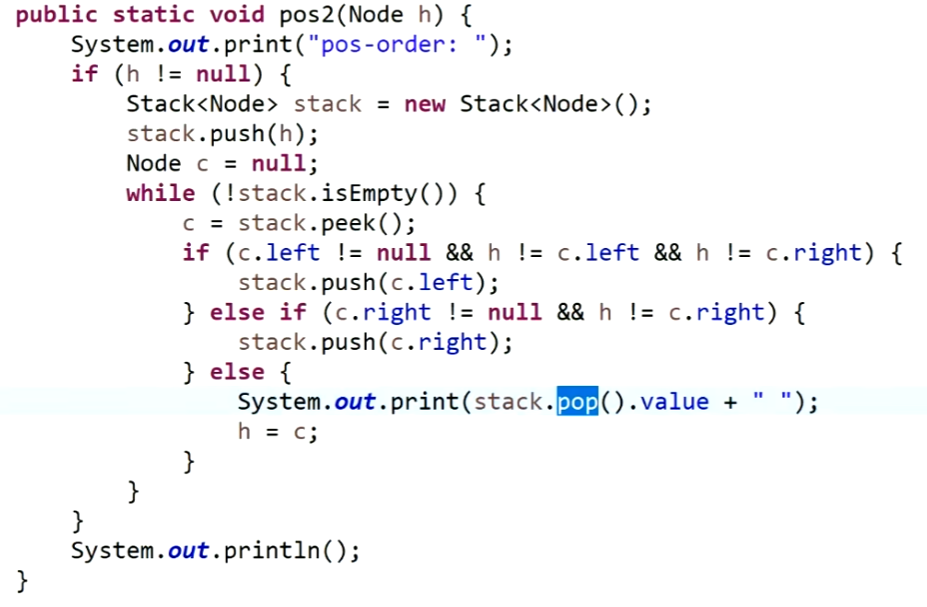 public static void pos2(Node h) {
    System.out.print("pos-order: ");
    if (h != null) {
        Stack<Node> stack = new Stack<Node>();
        stack.push(h);
        Node c = null;
        while (!stack.isEmpty()) {
            c = stack.peek();
            if (c.left != null && h != c.left && h != c.right) {
                stack.push(c.left);
            } else if (c.right != null && h != c.right) {
                stack.push(c.right);
            } else {
                System.out.print(stack.pop().value + " ");
                h = c;
            }
        }
    }
    System.out.println();
}